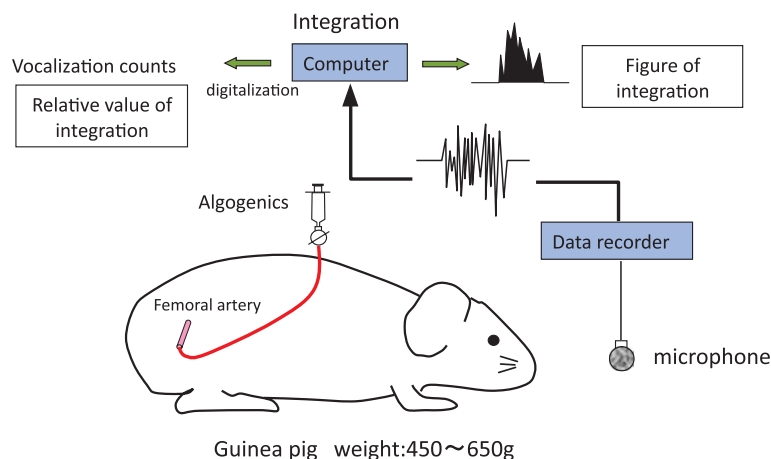 Integration
Computer
Vocalization counts
digitalization
Relative value of
integration
Figure of
integration
Algogenics
Data recorder
Femoral artery
microphone
Guinea pig weight:450〜650g